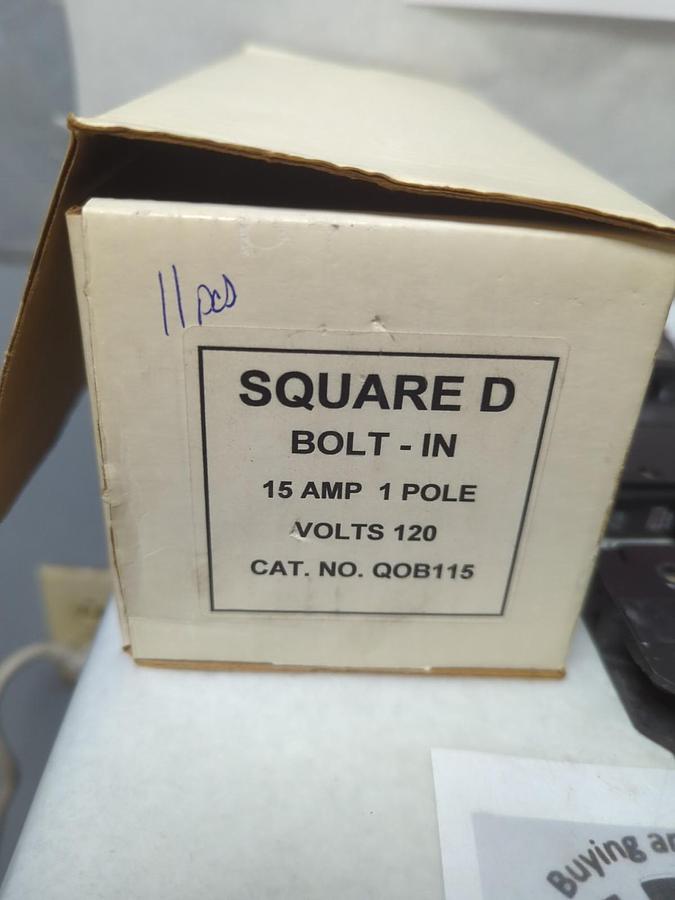 11 pcs
SQUARE D
BOLT - IN
15 AMP 1 POLE
VOLTS 120
CAT. NO. QOB115
Buying